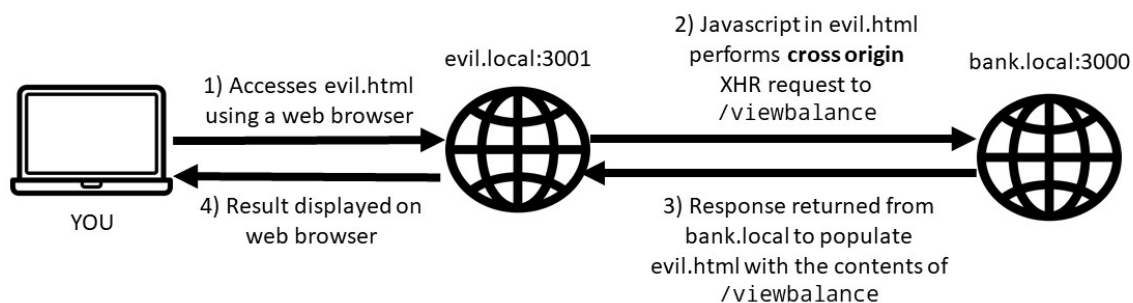 evil.local:3001
1) Accesses evil.html
using a web browser
2) Javascript in evil.html
performs cross origin
XHR request to
/viewbalance
bank.local:3000
YOU
4) Result displayed on
web browser
3) Response returned from
bank.local to populate
evil.html with the contents of
/viewbalance